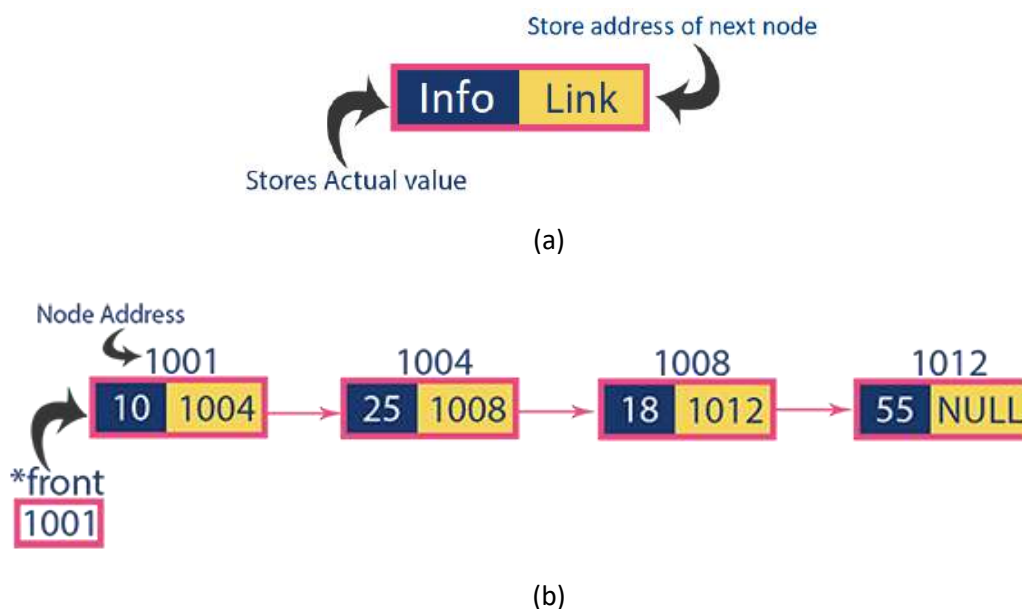 Store address of next node
Info Link
Stores Actual value
(a)
Node Address
1001 1004 1008 1012
10 1004 25 1008 18 1012 55 NULL
*front
1001
(b)